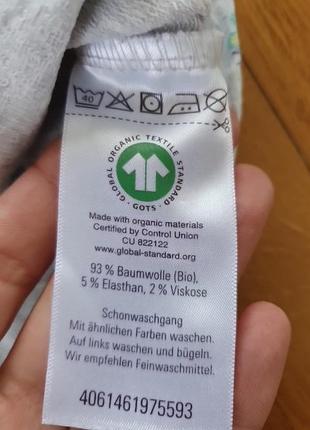 40
GLOBAL ORGANIC TEXTILE STANDARD
· GOTS ·
Made with organic materials
Certified by Control Union
CU 822122
www.global-standard.org
93 % Baumwolle (Bio),
5 % Elasthan, 2 % Viskose
Schonwaschgang
Mit ähnlichen Farben waschen.
Auf links waschen und bügeln.
Wir empfehlen Feinwaschmittel.
4061461975593